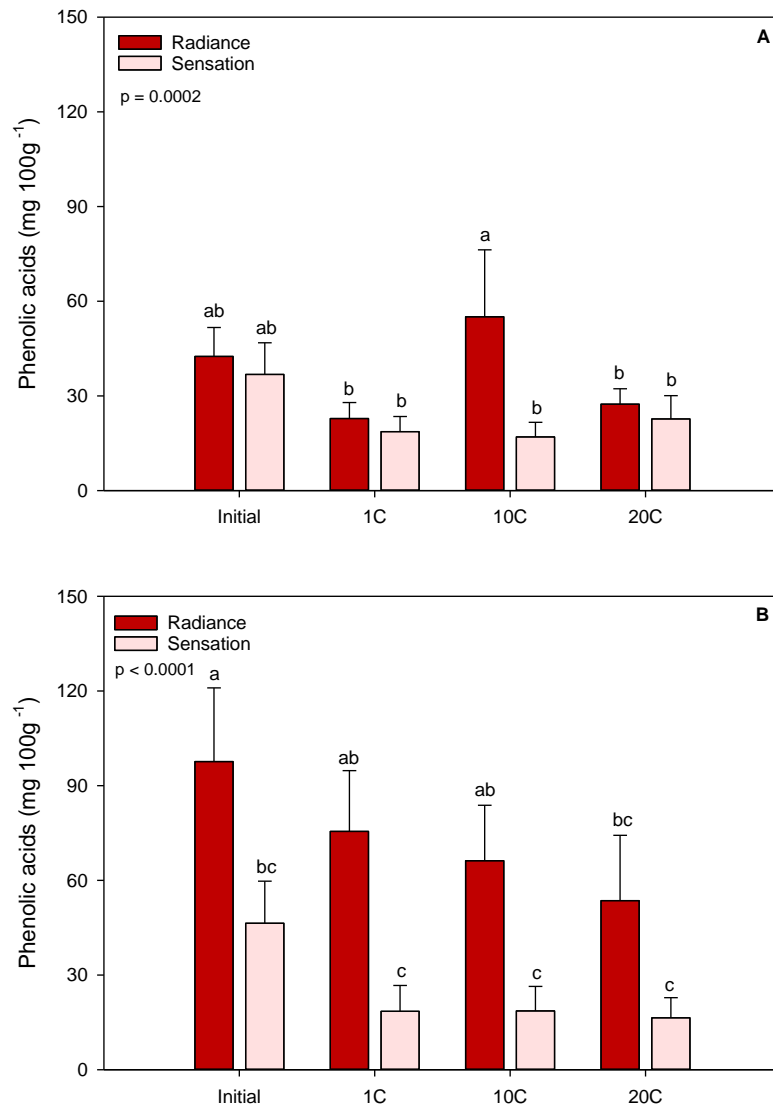 150
A
Radiance
Sensation
p = 0.0002
120
90
60
30
0
Phenolic acids (mg 100g⁻¹)
ab
ab
b
b
a
b
b
b
Initial
1C
10C
20C
150
B
Radiance
Sensation
p < 0.0001
120
90
60
30
0
Phenolic acids (mg 100g⁻¹)
a
bc
ab
c
ab
c
bc
c
Initial
1C
10C
20C